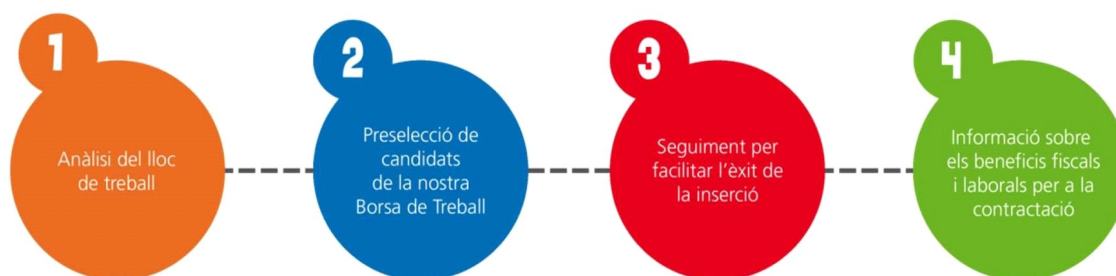 1
Anàlisi del lloc
de treball
2
Preselecció de
candidats
de la nostra
Borsa de Treball
3
Seguiment per
facilitar l'èxit de
la inserció
4
Informació sobre
els beneficis fiscals
i laborals per a la
contractació